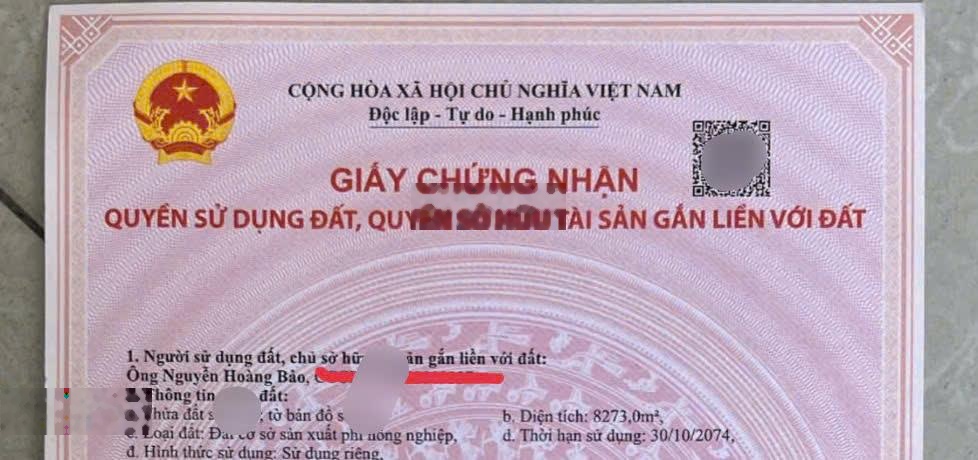 CỘNG HÒA XÃ HỘI CHỦ NGHĨA VIỆT NAM
Độc lập - Tự do - Hạnh phúc
GIẤY CHỨNG NHẬN
QUYỀN SỬ DỤNG ĐẤT, QUYỀN SỞ HỮU TÀI SẢN GẮN LIỀN VỚI ĐẤT
1. Người sử dụng đất, chủ sở gắn liền với đất:
Ông Nguyễn Hoàng Bảo,
Thông tin đất:
Thửa đất tờ bản đồ
b. Diện tích: 8273,0m²,
c. Loại đất: Đất cơ sở sản xuất phi nông nghiệp,
d. Thời hạn sử dụng: 30/10/2074,
đ. Hình thức sử dụng: Sử dụng riêng,